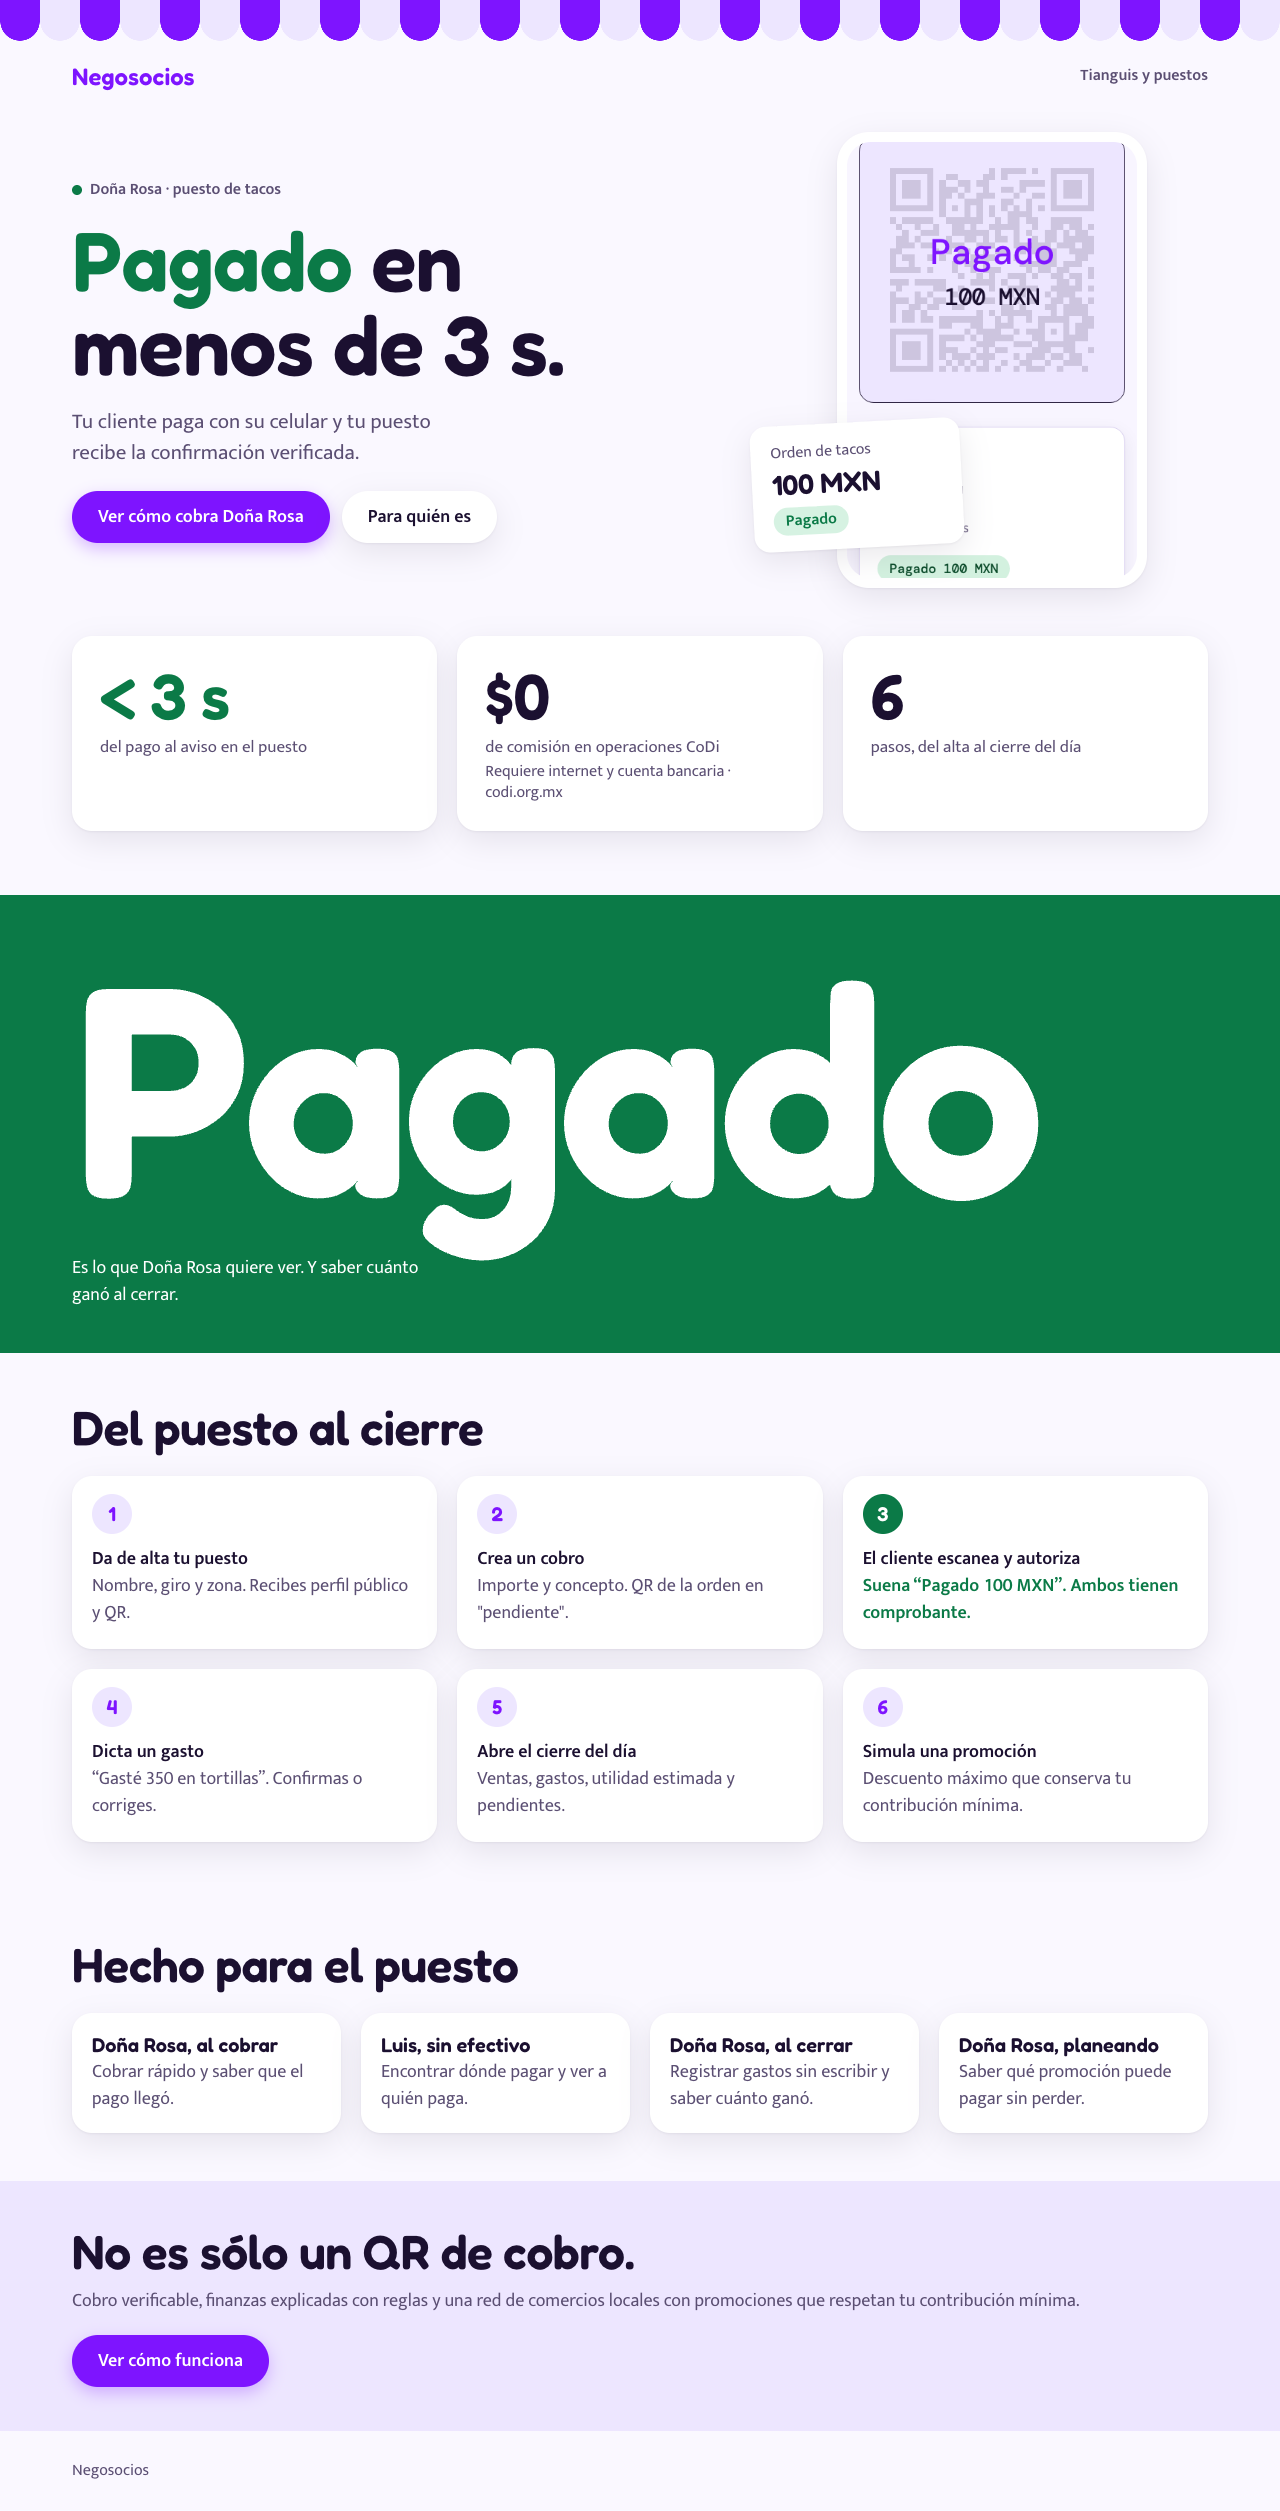 Negosocios
Tianguis y puestos
Doña Rosa · puesto de tacos
Pagado en
menos de 3 s.
Tu cliente paga con su celular y tu puesto
recibe la confirmación verificada.
Ver cómo cobra Doña Rosa
Para quién es
Pagado
100 MXN
Orden de tacos
100 MXN
Pagado
Pagado 100 MXN
< 3 s
del pago al aviso en el puesto
$0
de comisión en operaciones CoDi
Requiere internet y cuenta bancaria ·
codi.org.mx
6
pasos, del alta al cierre del día
Pagado
Es lo que Doña Rosa quiere ver. Y saber cuánto
ganó al cerrar.
Del puesto al cierre
1
Da de alta tu puesto
Nombre, giro y zona. Recibes perfil público
y QR.
2
Crea un cobro
Importe y concepto. QR de la orden en
"pendiente".
3
El cliente escanea y autoriza
Suena “Pagado 100 MXN”. Ambos tienen
comprobante.
4
Dicta un gasto
“Gasté 350 en tortillas”. Confirmas o
corriges.
5
Abre el cierre del día
Ventas, gastos, utilidad estimada y
pendientes.
6
Simula una promoción
Descuento máximo que conserva tu
contribución mínima.
Hecho para el puesto
Doña Rosa, al cobrar
Cobrar rápido y saber que el
pago llegó.
Luis, sin efectivo
Encontrar dónde pagar y ver a
quién paga.
Doña Rosa, al cerrar
Registrar gastos sin escribir y
saber cuánto ganó.
Doña Rosa, planeando
Saber qué promoción puede
pagar sin perder.
No es sólo un QR de cobro.
Cobro verificable, finanzas explicadas con reglas y una red de comercios locales con promociones que respetan tu contribución mínima.
Ver cómo funciona
Negosocios